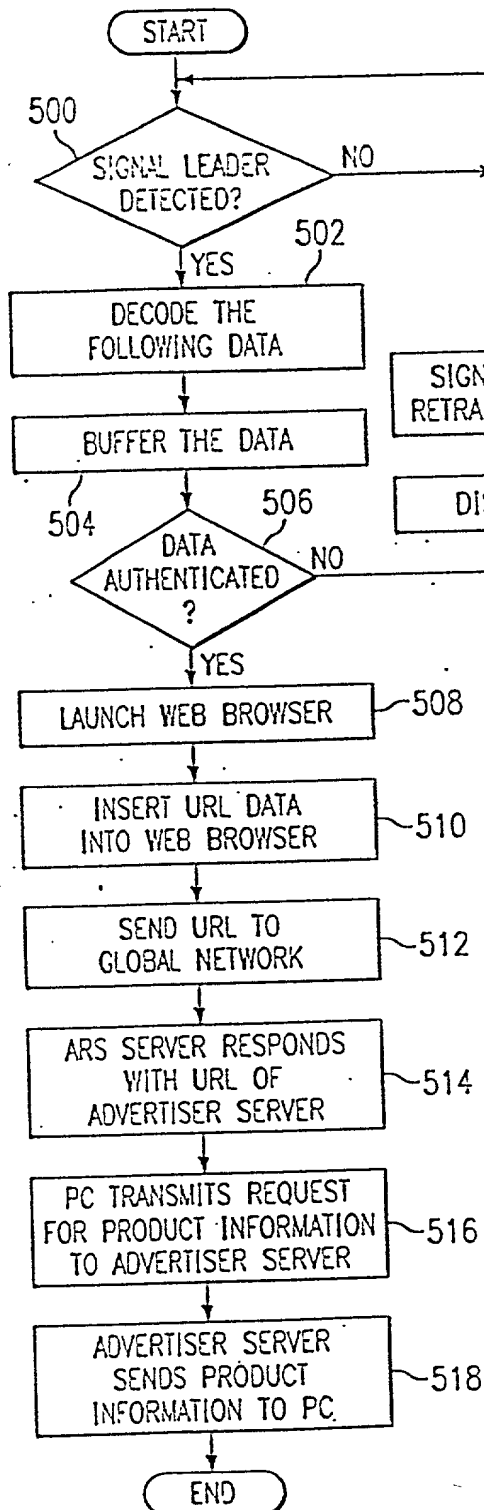 START
500
SIGNAL LEADER
DETECTED?
NO
YES
502
DECODE THE
FOLLOWING DATA
SIGN
RETRA
BUFFER THE DATA
504
506
DIS
DATA
AUTHENTICATED
?
NO
YES
LAUNCH WEB BROWSER
508
INSERT URL DATA
INTO WEB BROWSER
510
SEND URL TO
GLOBAL NETWORK
512
ARS SERVER RESPONDS
WITH URL OF
ADVERTISER SERVER
514
PC TRANSMITS REQUEST
FOR PRODUCT INFORMATION
TO ADVERTISER SERVER
516
ADVERTISER SERVER
SENDS PRODUCT
INFORMATION TO PC
518
END